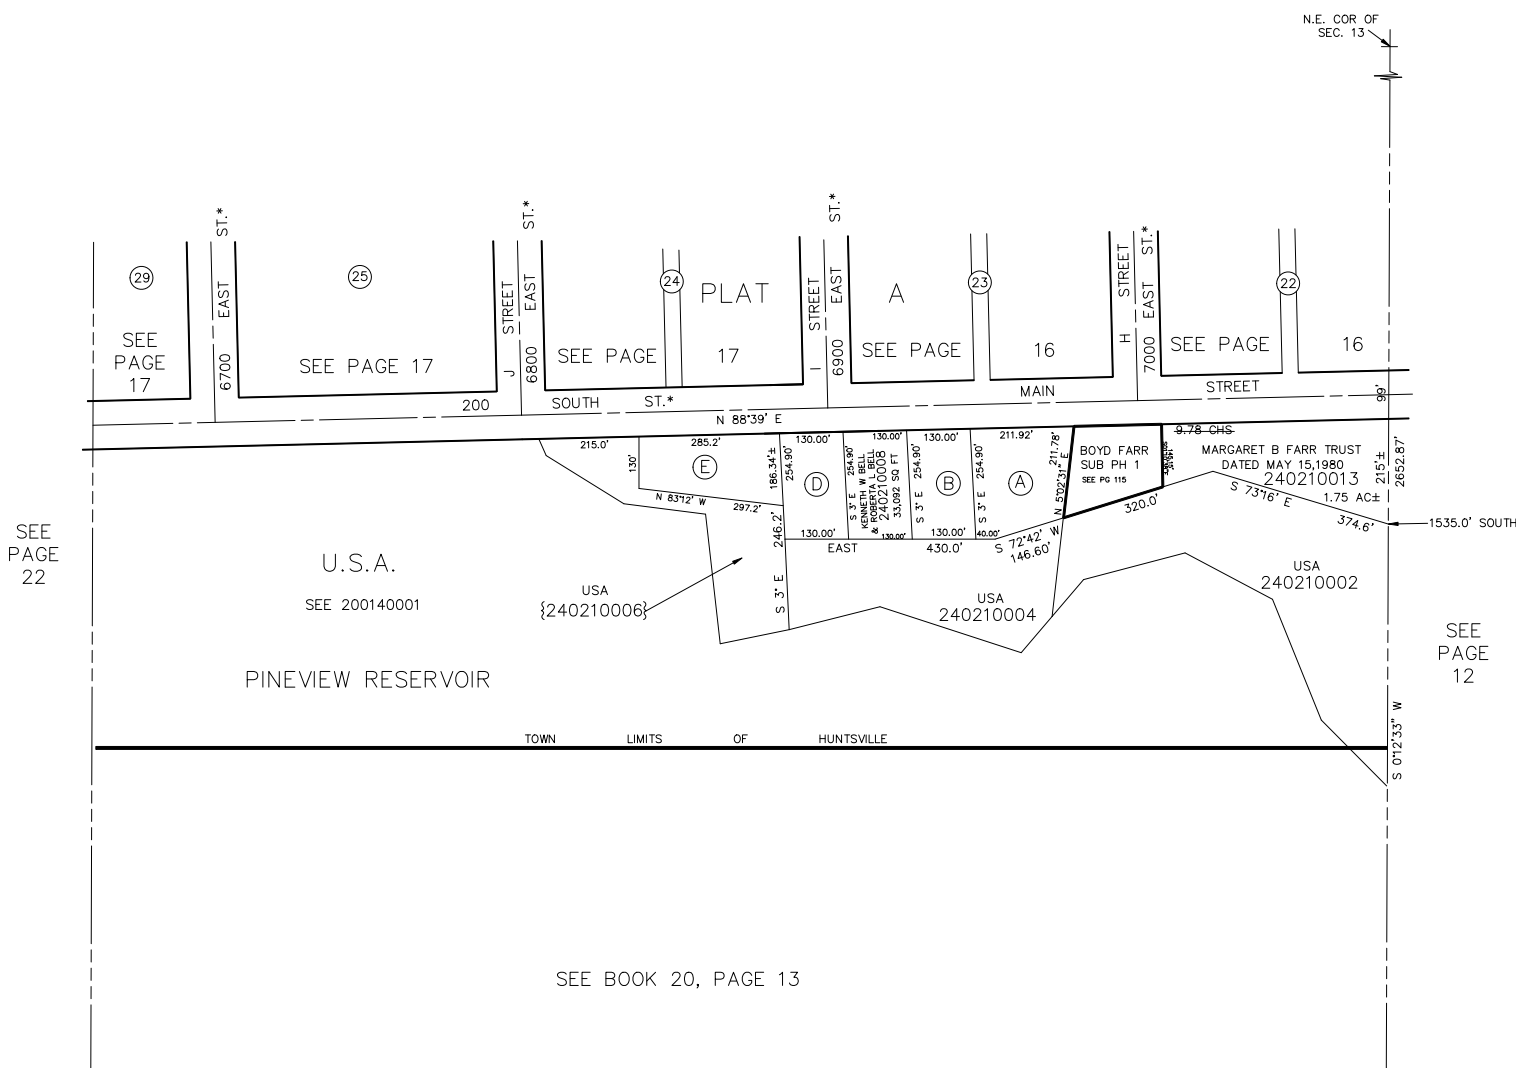 N.E. COR OF
SEC. 13
ST.*
ST.*
ST.*
ST.*
29
25
24
23
22
PLAT A
6700 EAST
J STREET
6800 EAST
I STREET
6900 EAST
H STREET
7000 EAST
SEE
PAGE
17
SEE PAGE 17
SEE PAGE 17
SEE PAGE 16
SEE PAGE 16
200 SOUTH ST.*
MAIN STREET
99'
N 88°39' E
215.0'
285.2'
130'
E
N 83°12' W
297.2'
186.34'±
254.90'
246.2'
S 3° E
130.00'
D
130.00'
254.90'
S 3° E
KENNETH W BELL
& ROBERTA L BELL
240210008
33,092 SQ FT
130.00'
130.00'
254.90'
S 3° E
130.00'
B
130.00'
254.90'
S 3° E
211.92'
A
40.00'
211.78'
N 5°02'31" E
EAST 430.0'
S 72°42' W
146.60'
BOYD FARR
SUB PH 1
SEE PG 115
320.0'
9.78 CHS
MARGARET B FARR TRUST
DATED MAY 15,1980
240210013
1.75 AC±
S 73°16' E
374.6'
215'±
2652.87'
1535.0' SOUTH
SEE
PAGE
22
U.S.A.
SEE 200140001
USA
{240210006}
USA
240210004
USA
240210002
SEE
PAGE
12
PINEVIEW RESERVOIR
S 0°12'33" W
TOWN LIMITS OF HUNTSVILLE
SEE BOOK 20, PAGE 13